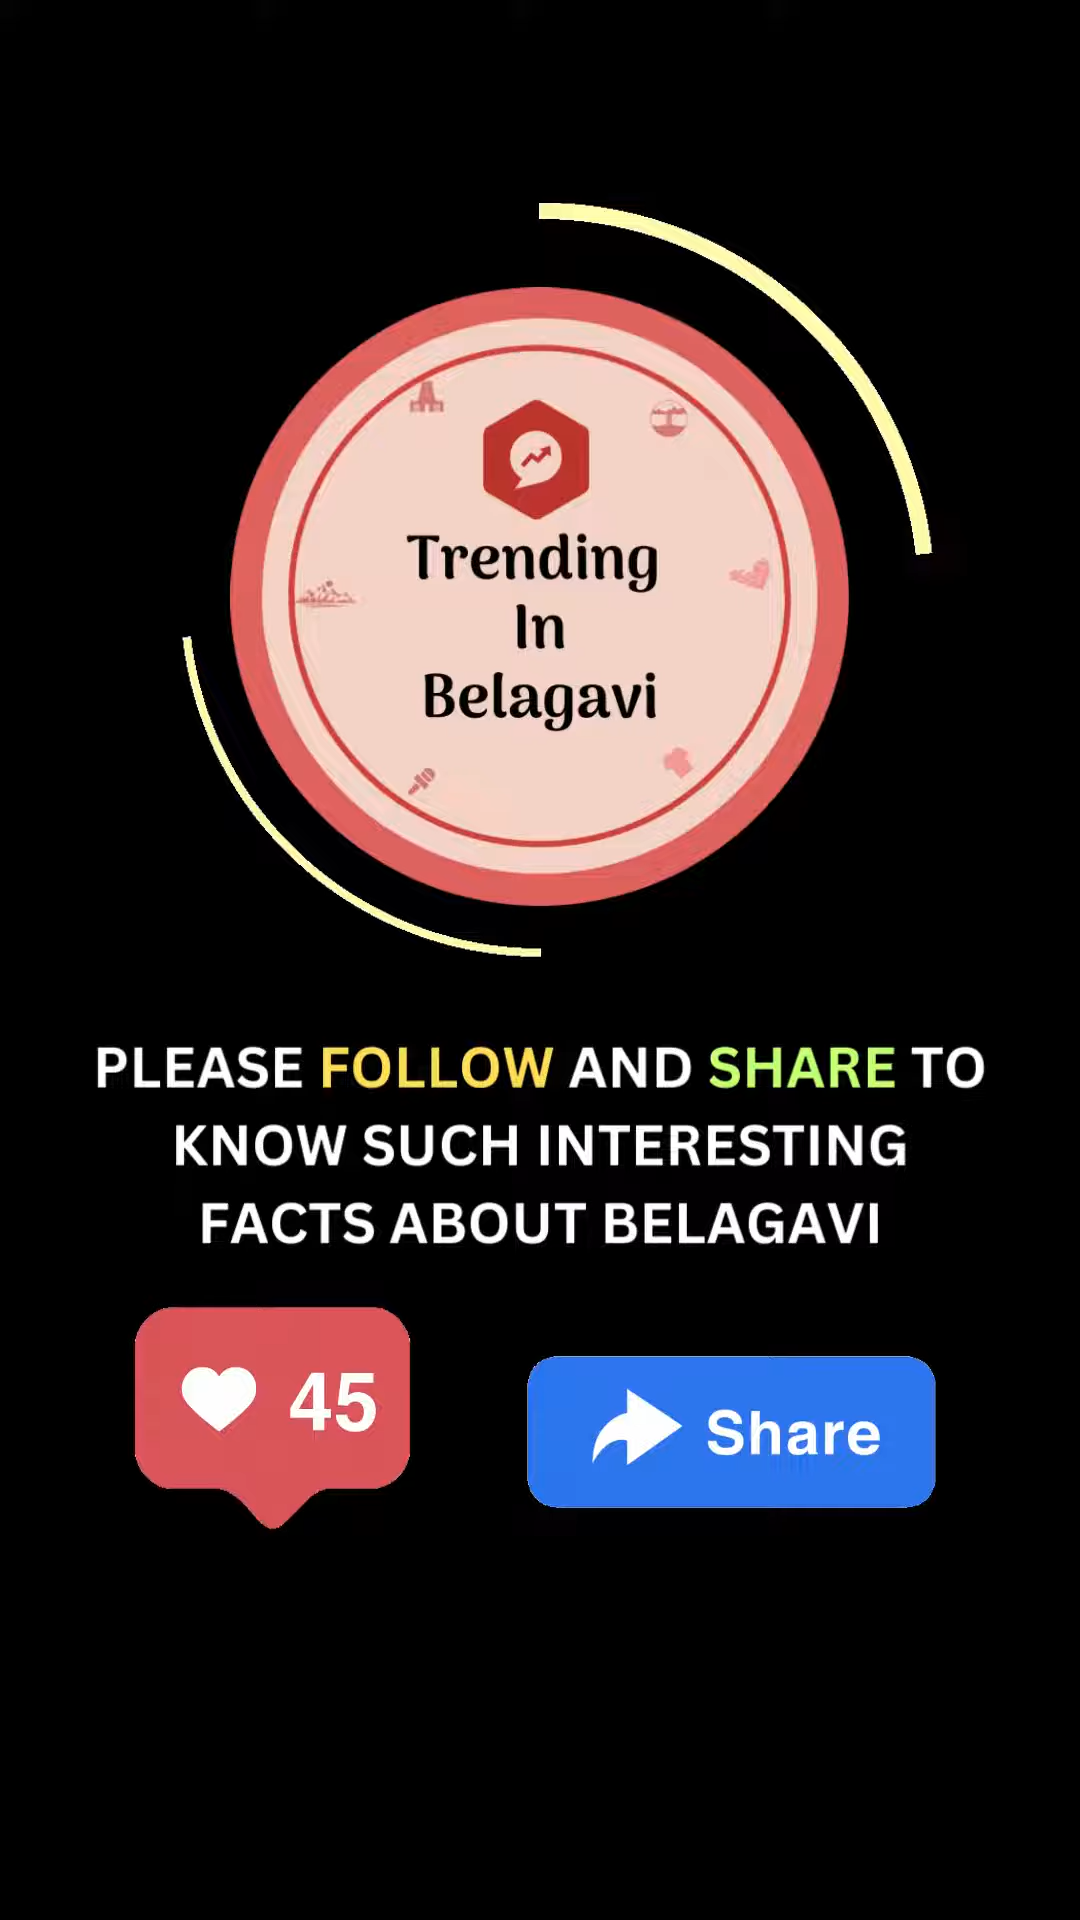 Trending
In
Belagavi
PLEASE FOLLOW AND SHARE TO
KNOW SUCH INTERESTING
FACTS ABOUT BELAGAVI
45
Share